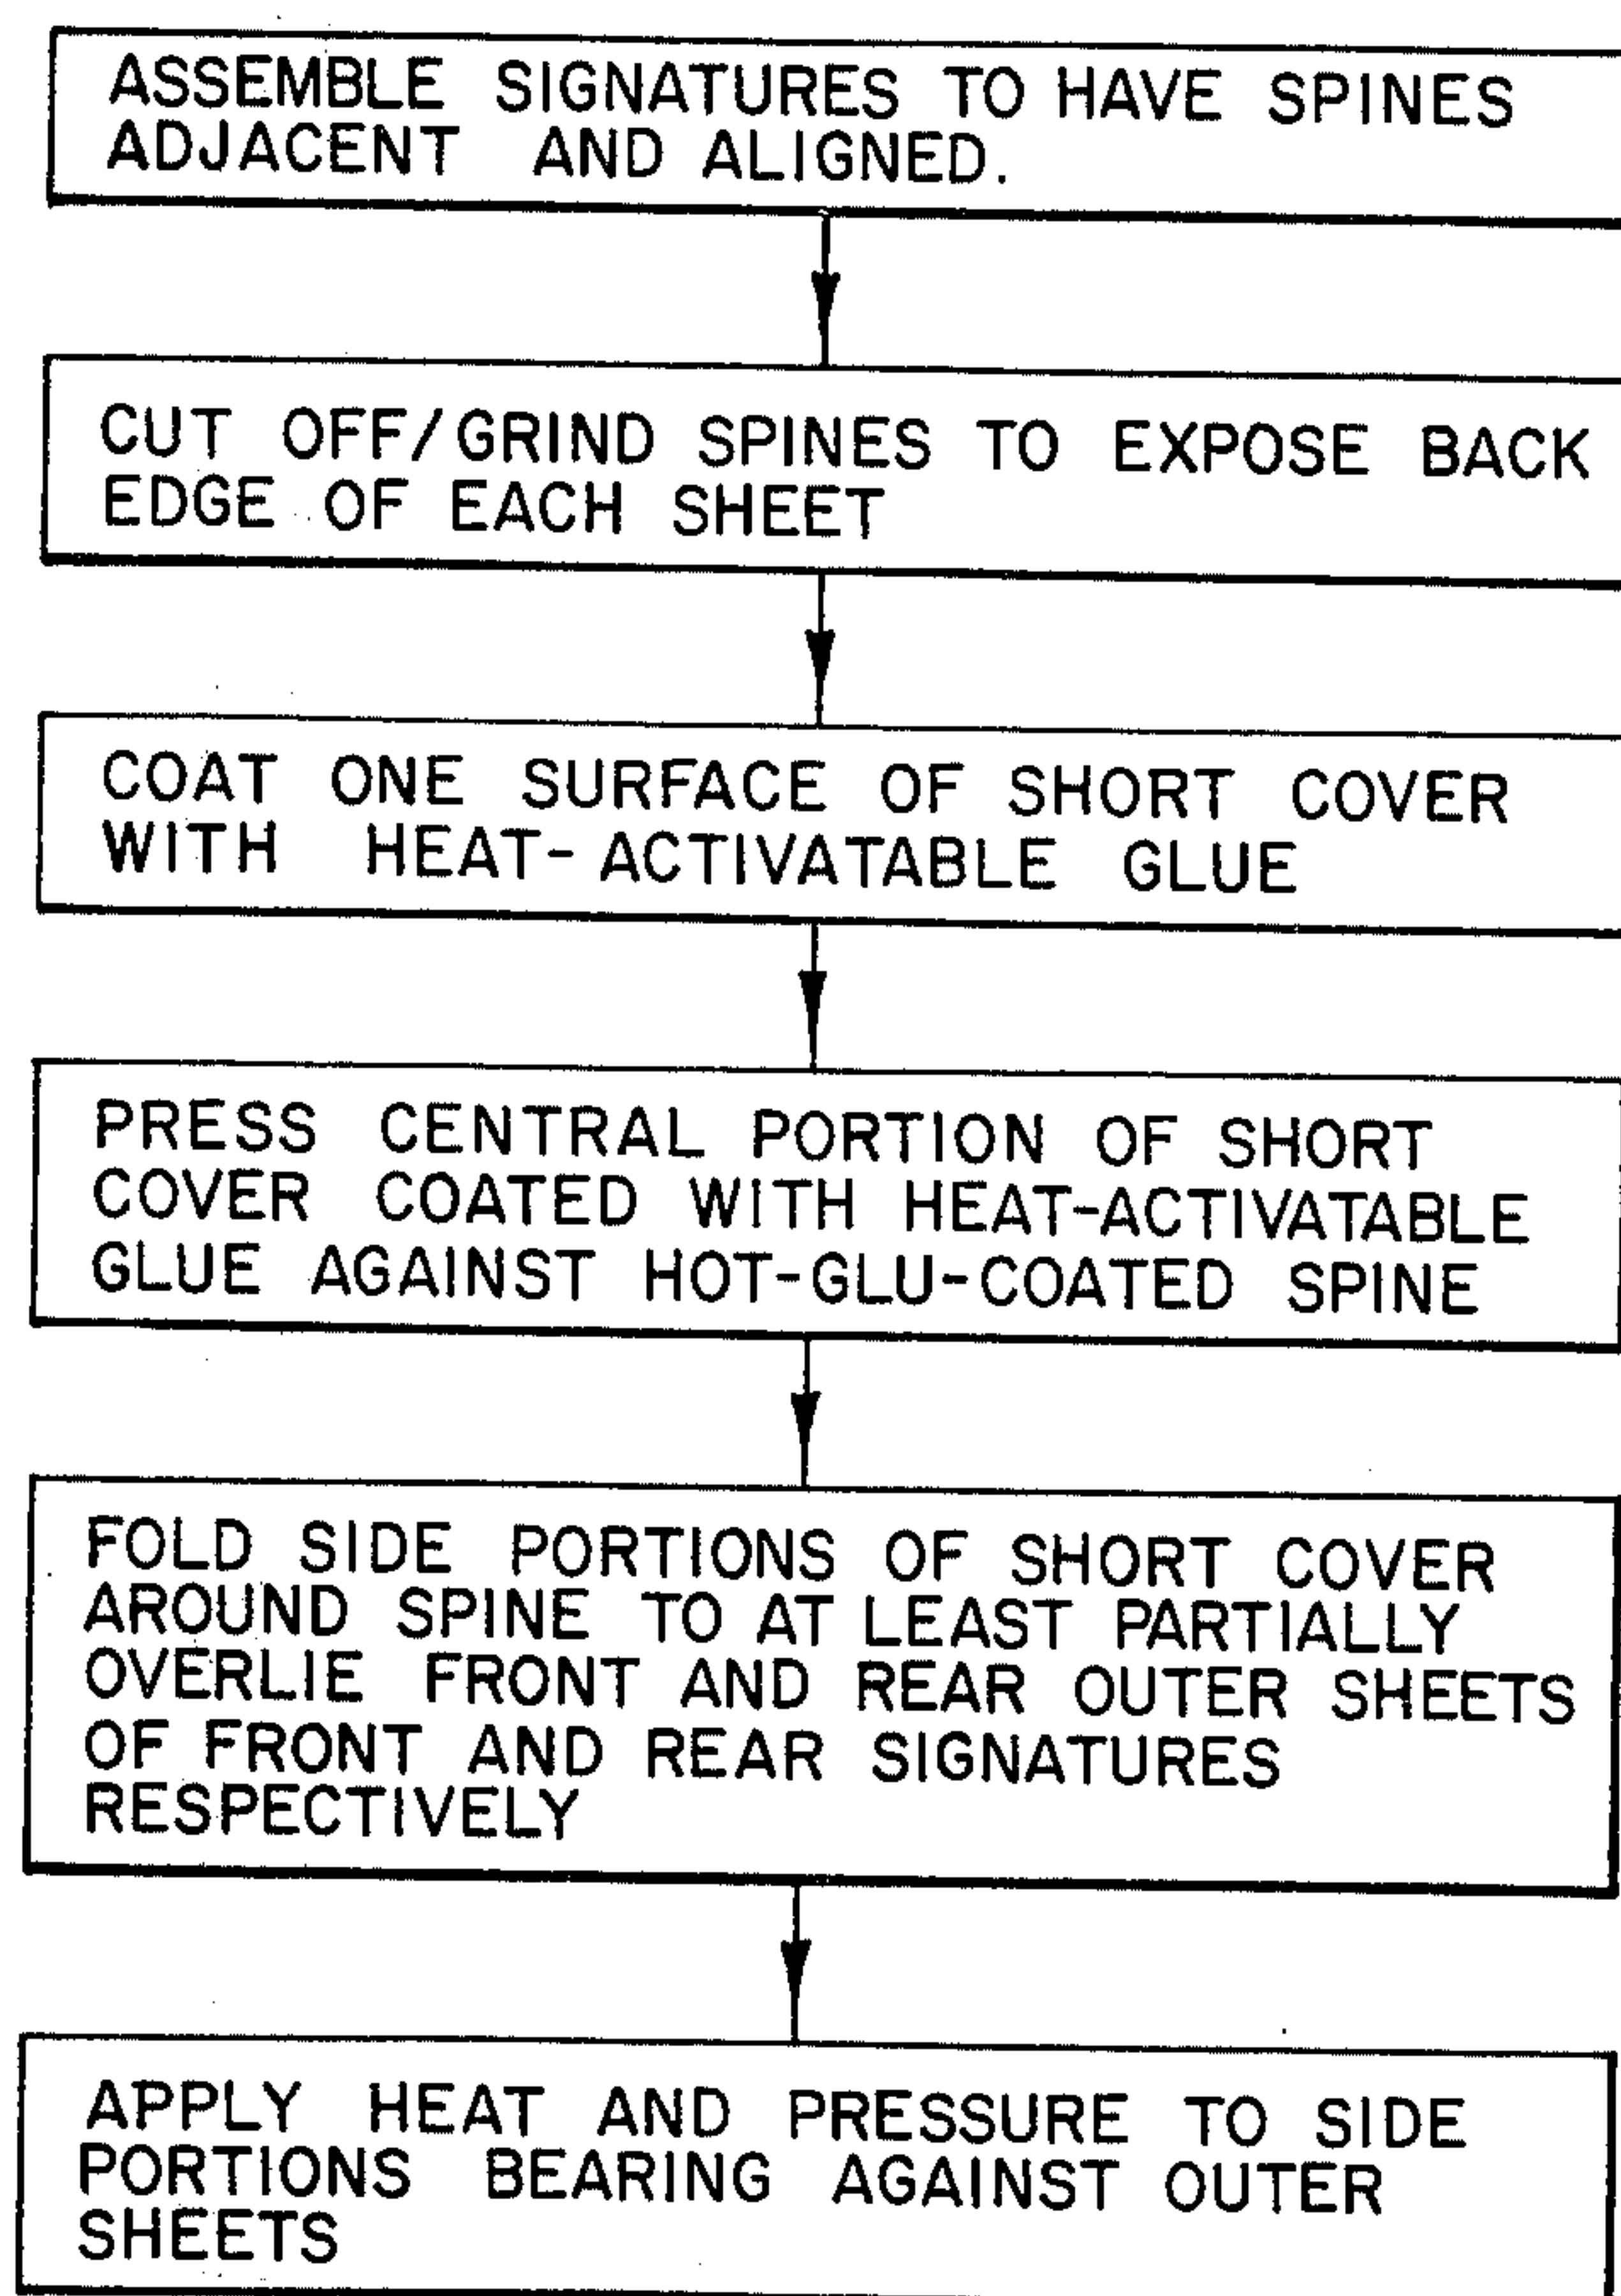 ASSEMBLE SIGNATURES TO HAVE SPINES
ADJACENT AND ALIGNED.
CUT OFF/GRIND SPINES TO EXPOSE BACK
EDGE OF EACH SHEET
COAT ONE SURFACE OF SHORT COVER
WITH HEAT-ACTIVATABLE GLUE
PRESS CENTRAL PORTION OF SHORT
COVER COATED WITH HEAT-ACTIVATABLE
GLUE AGAINST HOT-GLU-COATED SPINE
FOLD SIDE PORTIONS OF SHORT COVER
AROUND SPINE TO AT LEAST PARTIALLY
OVERLIE FRONT AND REAR OUTER SHEETS
OF FRONT AND REAR SIGNATURES
RESPECTIVELY
APPLY HEAT AND PRESSURE TO SIDE
PORTIONS BEARING AGAINST OUTER
SHEETS